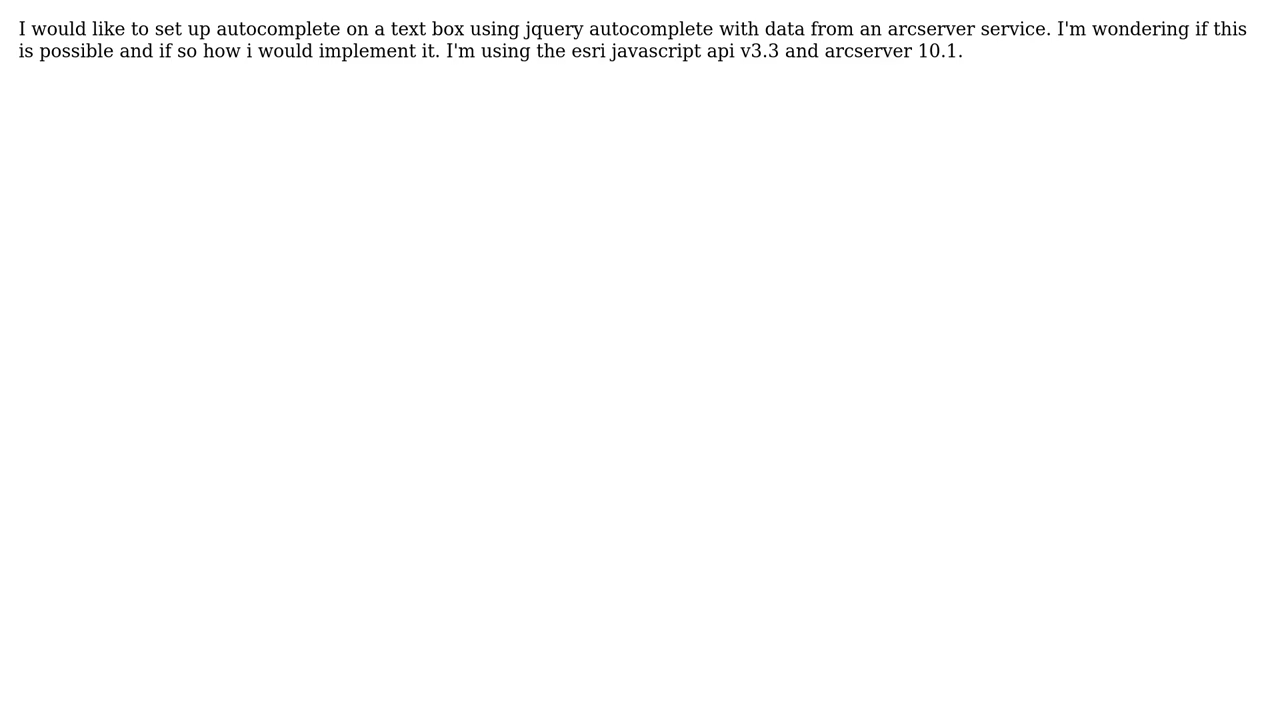 I would like to set up autocomplete on a text box using jquery autocomplete with data from an arcserver service. I'm wondering if this
is possible and if so how i would implement it. I'm using the esri javascript api v3.3 and arcserver 10.1.